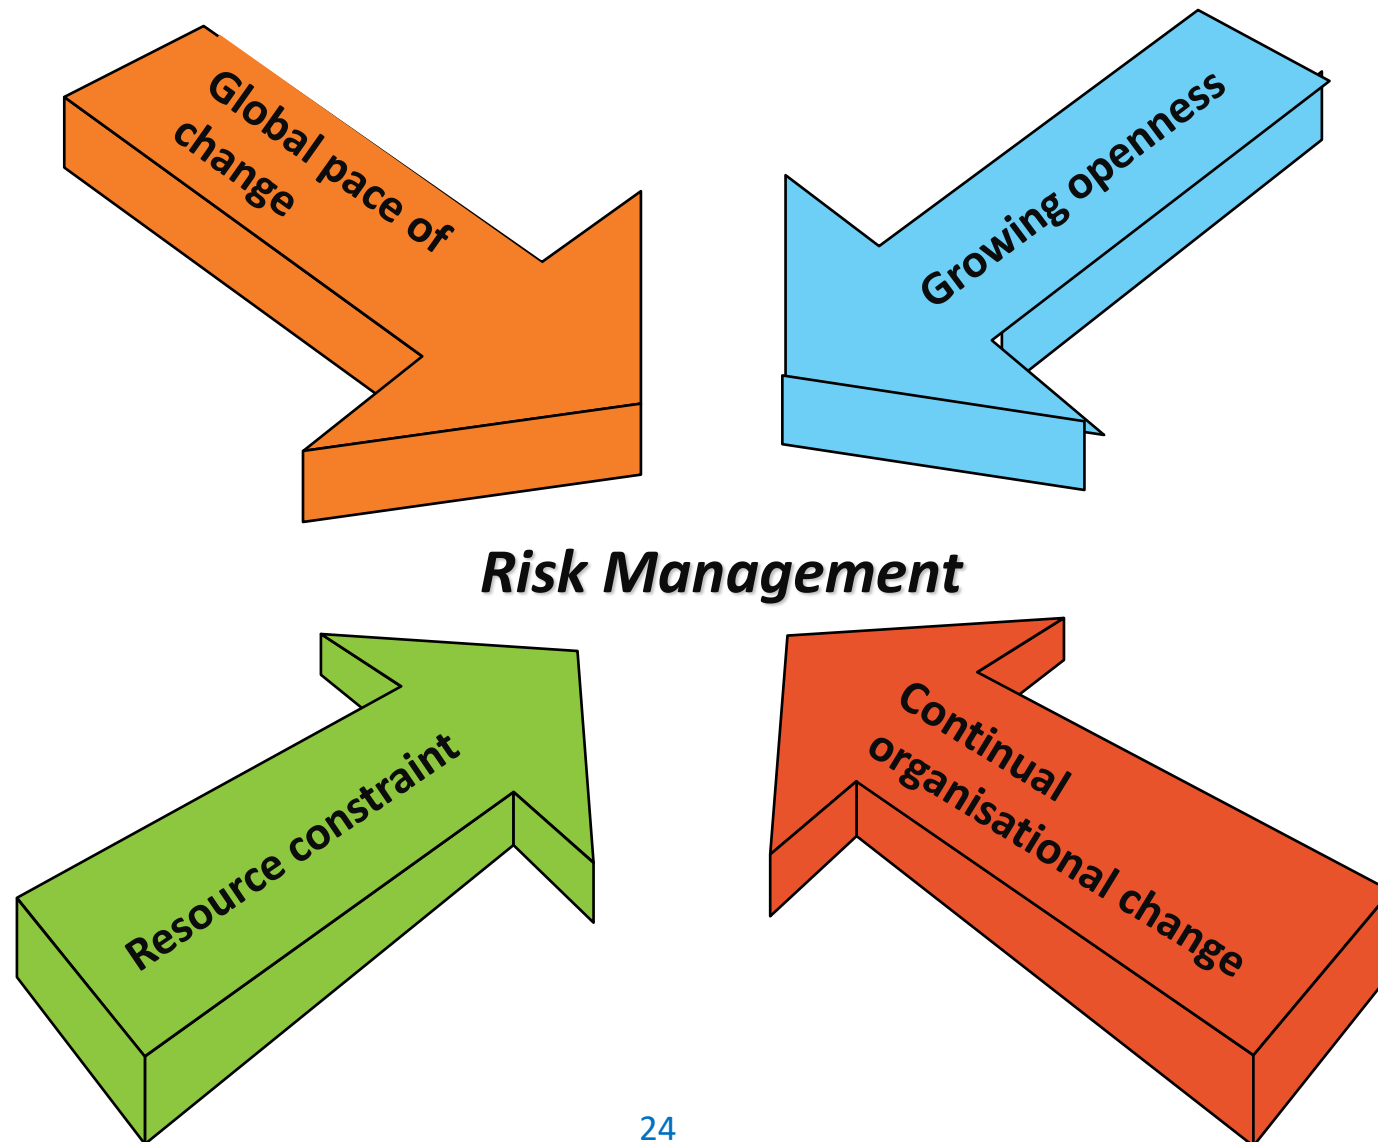 Global pace of
change
Growing openness
Risk Management
Resource constraint
Continual
organisational change
24